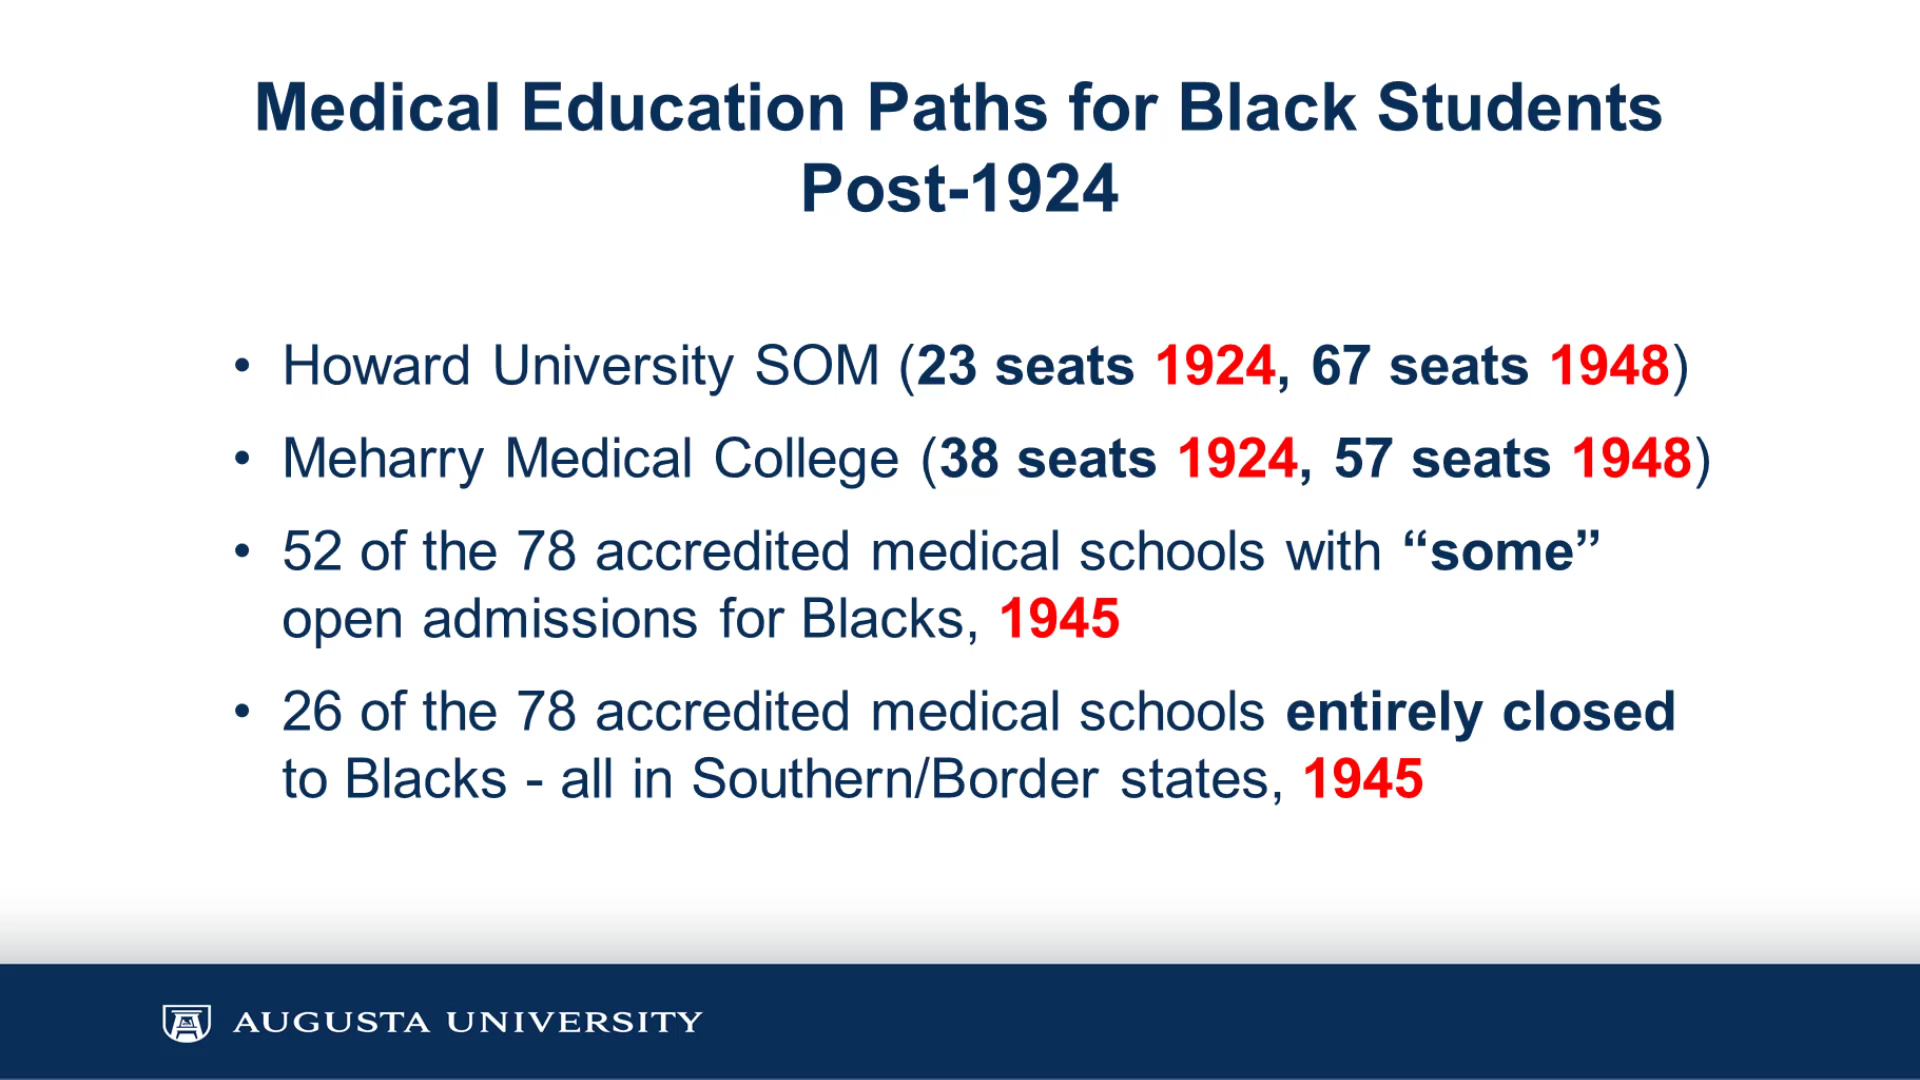 Medical Education Paths for Black Students
Post-1924
• Howard University SOM (23 seats 1924, 67 seats 1948)
• Meharry Medical College (38 seats 1924, 57 seats 1948)
• 52 of the 78 accredited medical schools with “some”
open admissions for Blacks, 1945
• 26 of the 78 accredited medical schools entirely closed
to Blacks - all in Southern/Border states, 1945
AUGUSTA UNIVERSITY